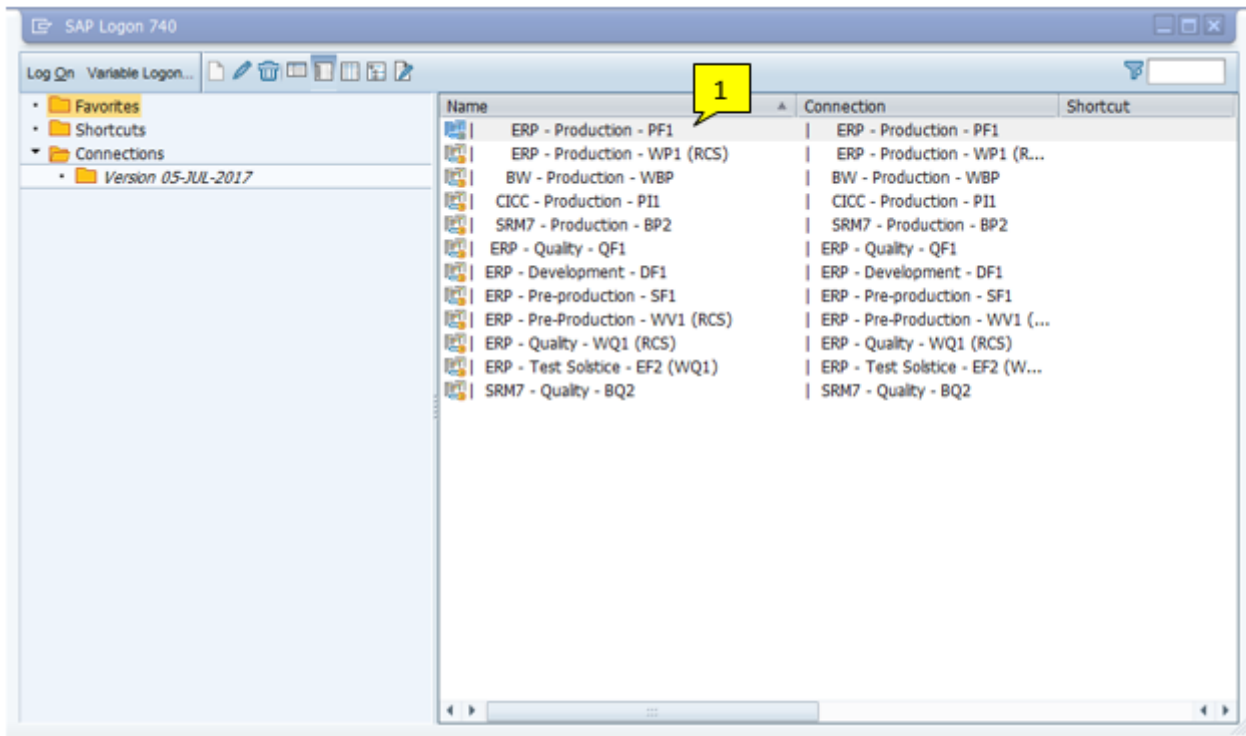 SAP Logon 740
Log On Variable Logon...
Favorites
Shortcuts
Connections
Version 05-JUL-2017
1
Name Connection Shortcut
| ERP - Production - PF1 | ERP - Production - PF1
| ERP - Production - WP1 (RCS) | ERP - Production - WP1 (R...
| BW - Production - WBP | BW - Production - WBP
| CICC - Production - PI1 | CICC - Production - PI1
| SRM7 - Production - BP2 | SRM7 - Production - BP2
| ERP - Quality - QF1 | ERP - Quality - QF1
| ERP - Development - DF1 | ERP - Development - DF1
| ERP - Pre-production - SF1 | ERP - Pre-production - SF1
| ERP - Pre-Production - WV1 (RCS) | ERP - Pre-Production - WV1 (...
| ERP - Quality - WQ1 (RCS) | ERP - Quality - WQ1 (RCS)
| ERP - Test Solstice - EF2 (WQ1) | ERP - Test Solstice - EF2 (W...
| SRM7 - Quality - BQ2 | SRM7 - Quality - BQ2